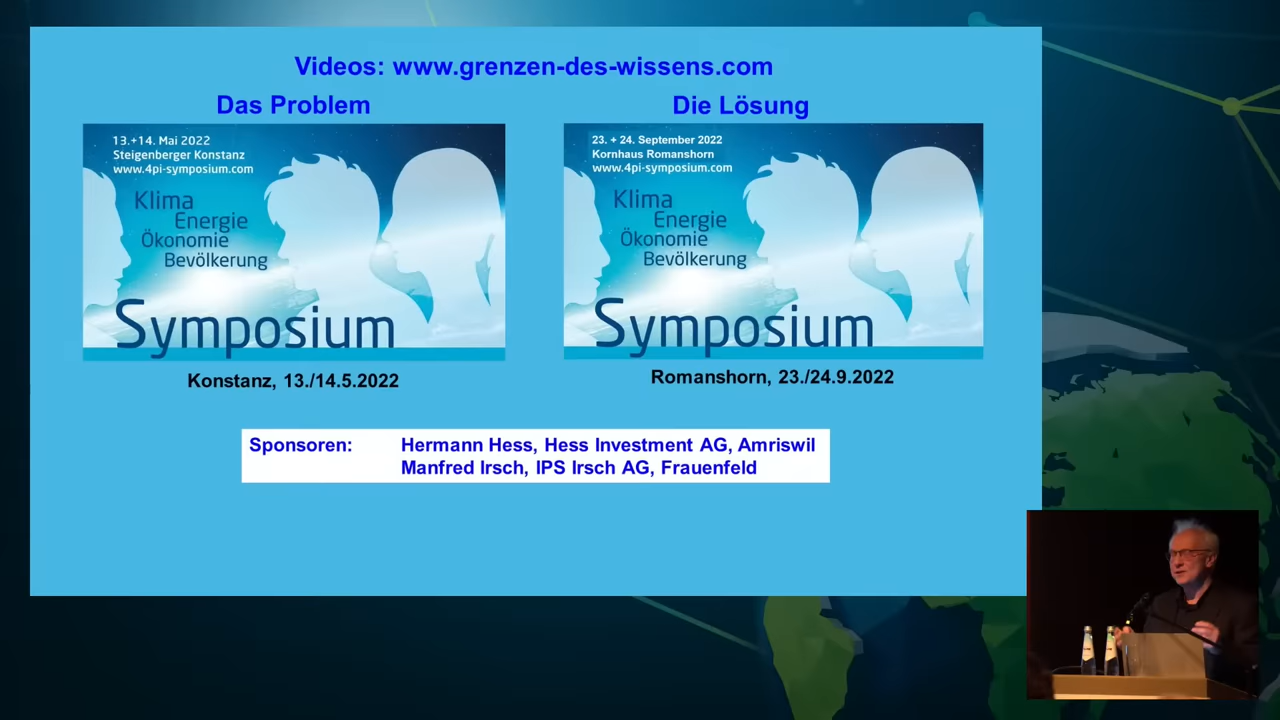 Videos: www.grenzen-des-wissens.com
Das Problem
Die Lösung
13.+14. Mai 2022
Steigenberger Konstanz
www.4pi-symposium.com
Klima
Energie
Ökonomie
Bevölkerung
Symposium
Konstanz, 13./14.5.2022
23. + 24. September 2022
Kornhaus Romanshorn
www.4pi-symposium.com
Klima
Energie
Ökonomie
Bevölkerung
Symposium
Romanshorn, 23./24.9.2022
Sponsoren: Hermann Hess, Hess Investment AG, Amriswil
Manfred Irsch, IPS Irsch AG, Frauenfeld